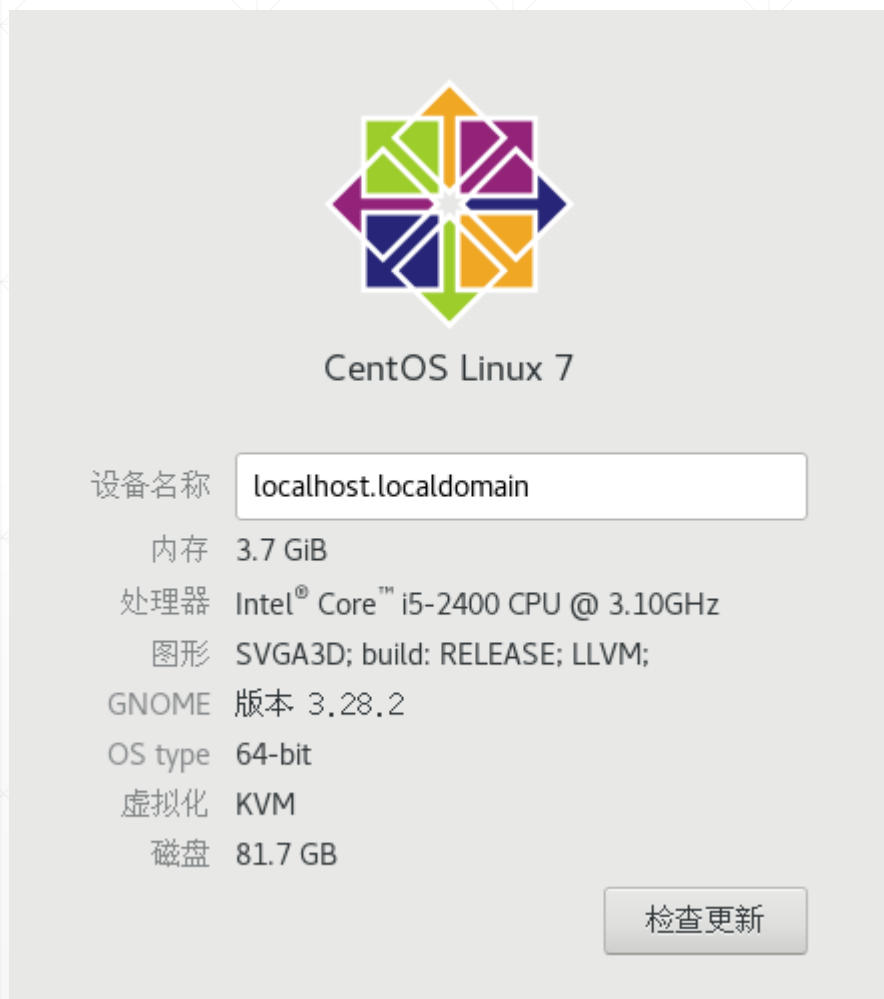 CentOS Linux 7
设备名称 localhost.localdomain
内存 3.7 GiB
处理器 Intel® Core™ i5-2400 CPU @ 3.10GHz
图形 SVGA3D; build: RELEASE; LLVM;
GNOME 版本 3.28.2
OS type 64-bit
虚拟化 KVM
磁盘 81.7 GB
检查更新